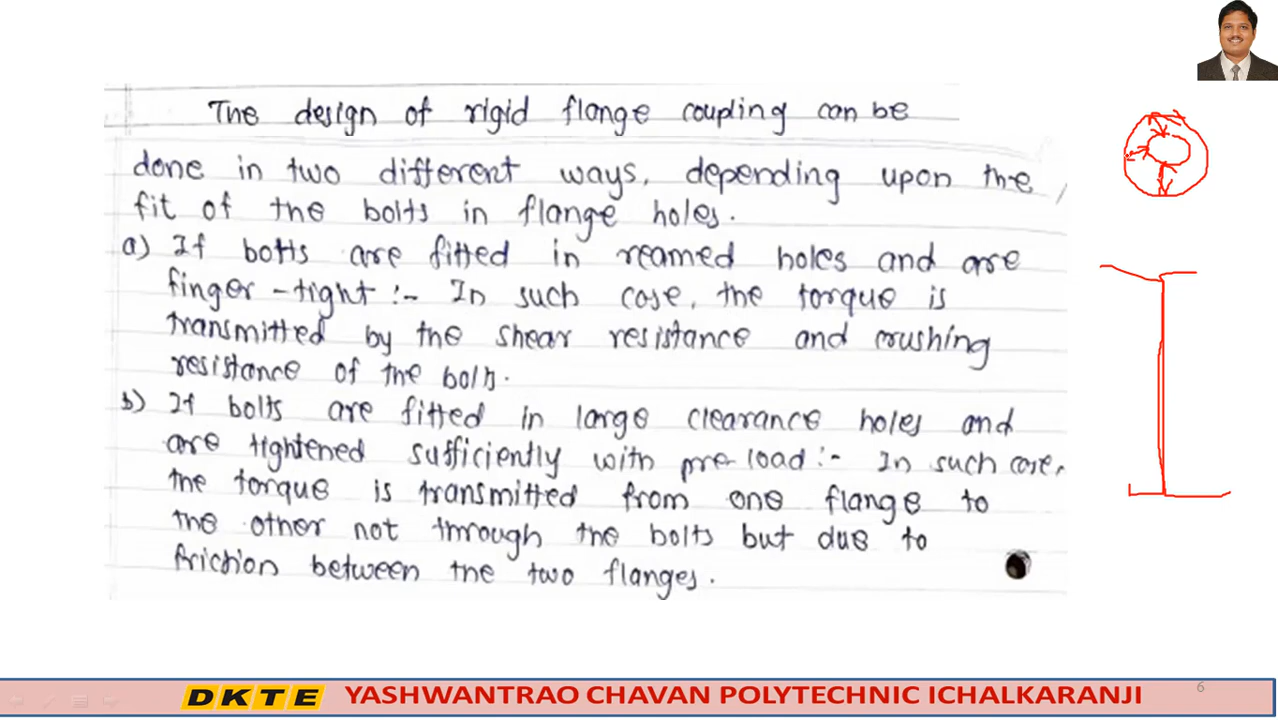 The design of rigid flange coupling can be
done in two different ways, depending upon the
fit of the bolts in flange holes.
a) If bolts are fitted in reamed holes and are
finger-tight :- In such case, the torque is
transmitted by the shear resistance and crushing
resistance of the bolts.
b) If bolts are fitted in large clearance holes and
are tightened sufficiently with pre-load :- In such case,
the torque is transmitted from one flange to
the other not through the bolts but due to
friction between the two flanges.
DKTE YASHWANTRAO CHAVAN POLYTECHNIC ICHALKARANJI
6